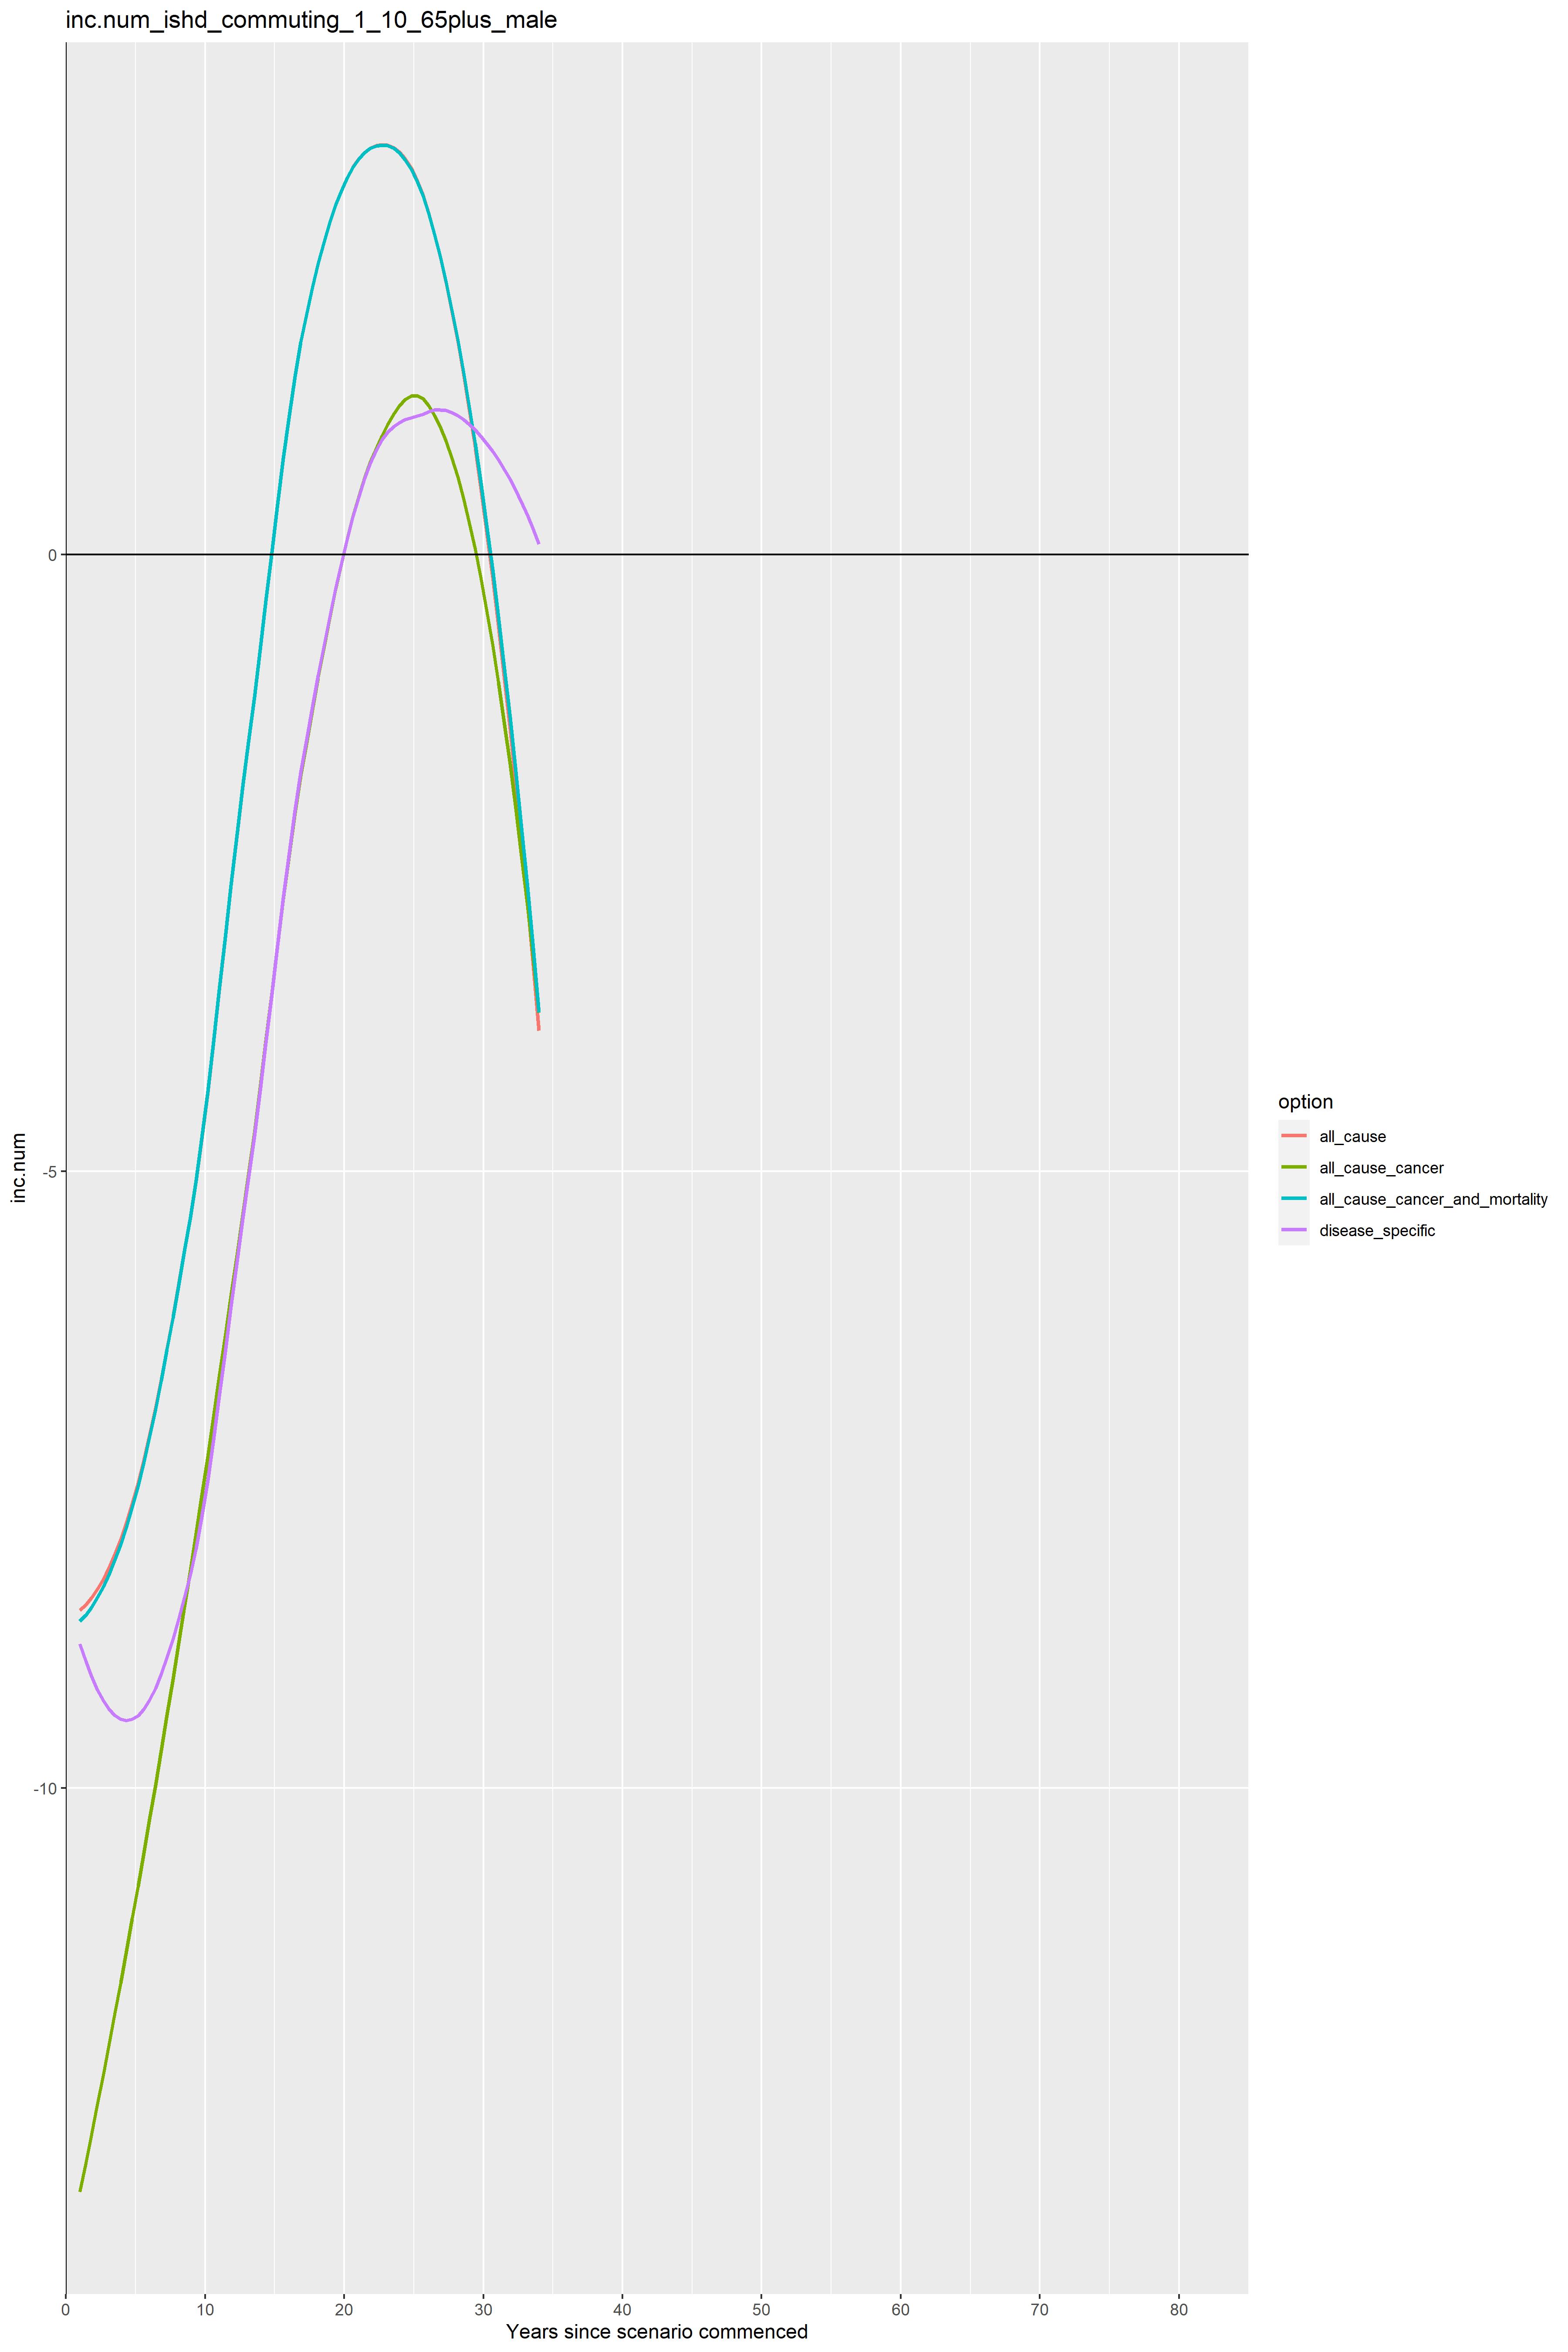 inc.num_ishd_commuting_1_10_65plus_male
0
-5
-10
inc.num
0 10 20 30 40 50 60 70 80
Years since scenario commenced
option
all_cause
all_cause_cancer
all_cause_cancer_and_mortality
disease_specific